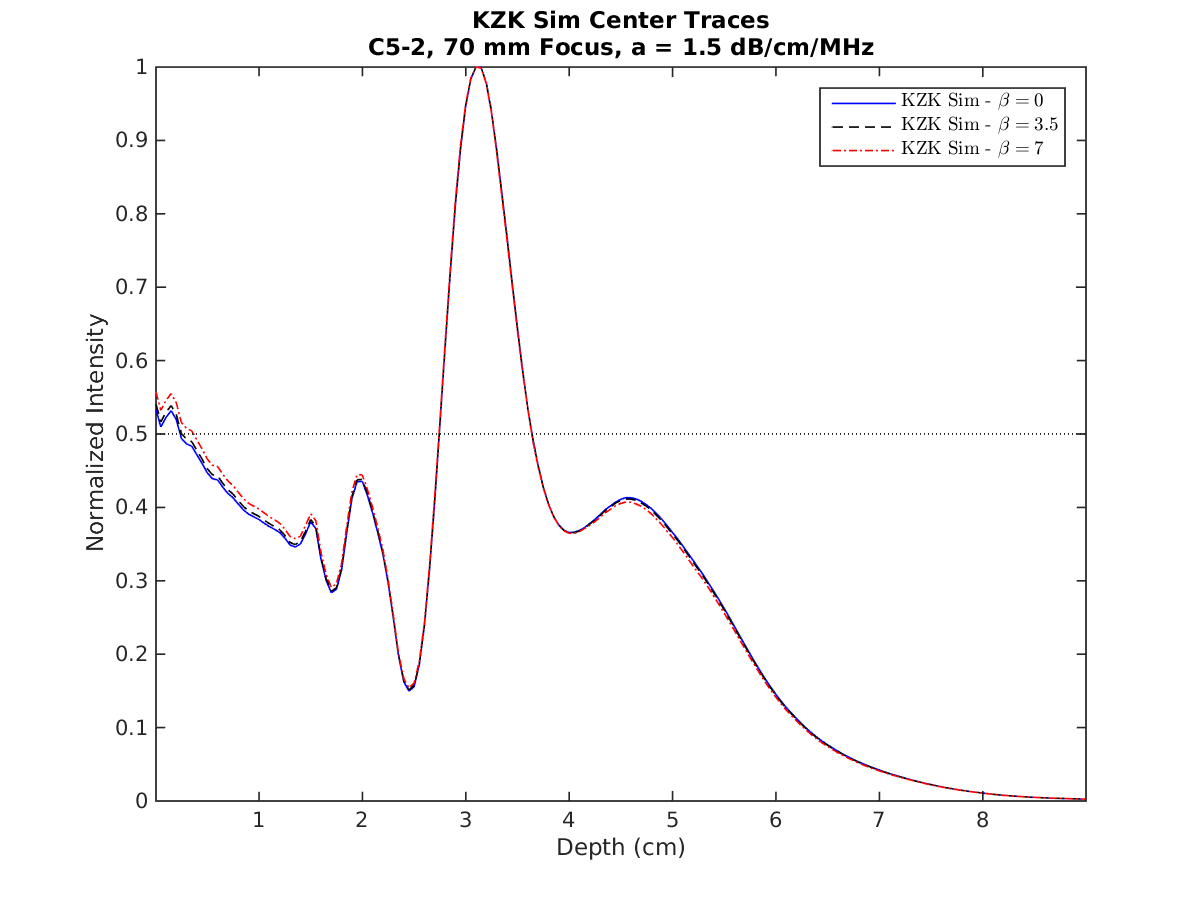 KZK Sim Center Traces
C5-2, 70 mm Focus, a = 1.5 dB/cm/MHz
KZK Sim - β = 0
KZK Sim - β = 3.5
KZK Sim - β = 7
Normalized Intensity
1
0.9
0.8
0.7
0.6
0.5
0.4
0.3
0.2
0.1
0
1 2 3 4 5 6 7 8
Depth (cm)